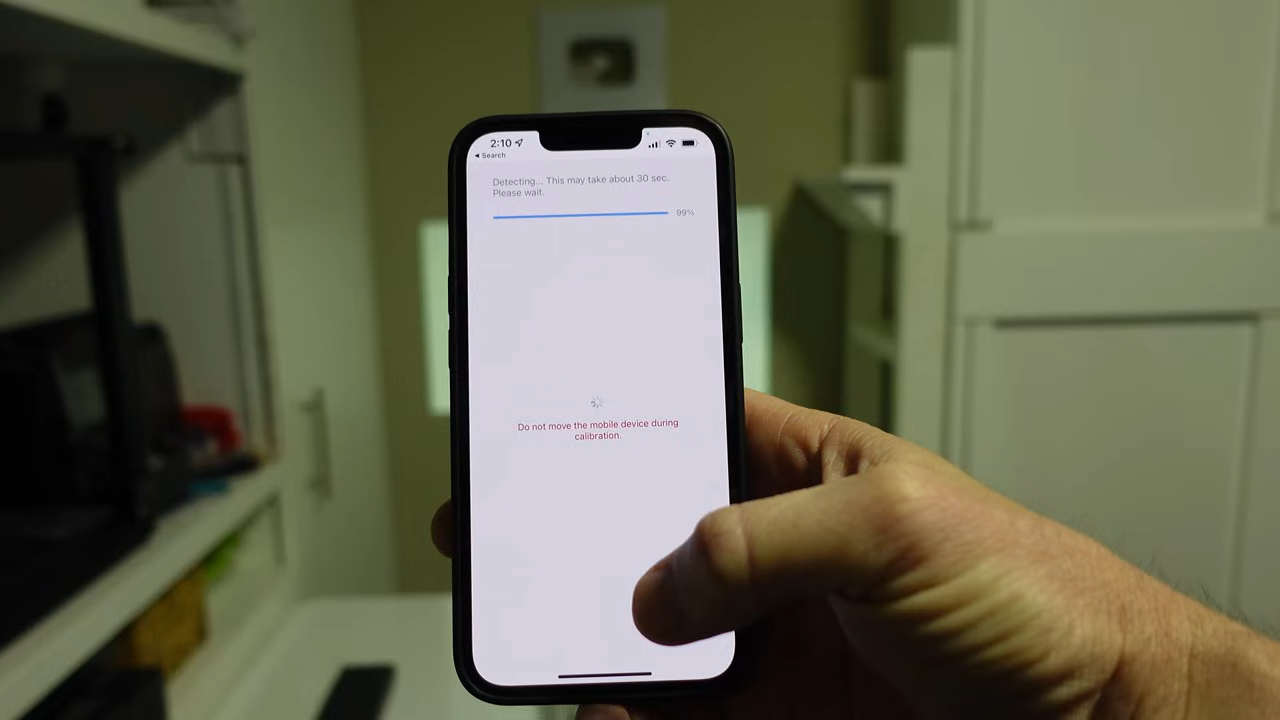 2:10
Search
Detecting... This may take about 30 sec.
Please wait.
99%
Do not move the mobile device during
calibration.